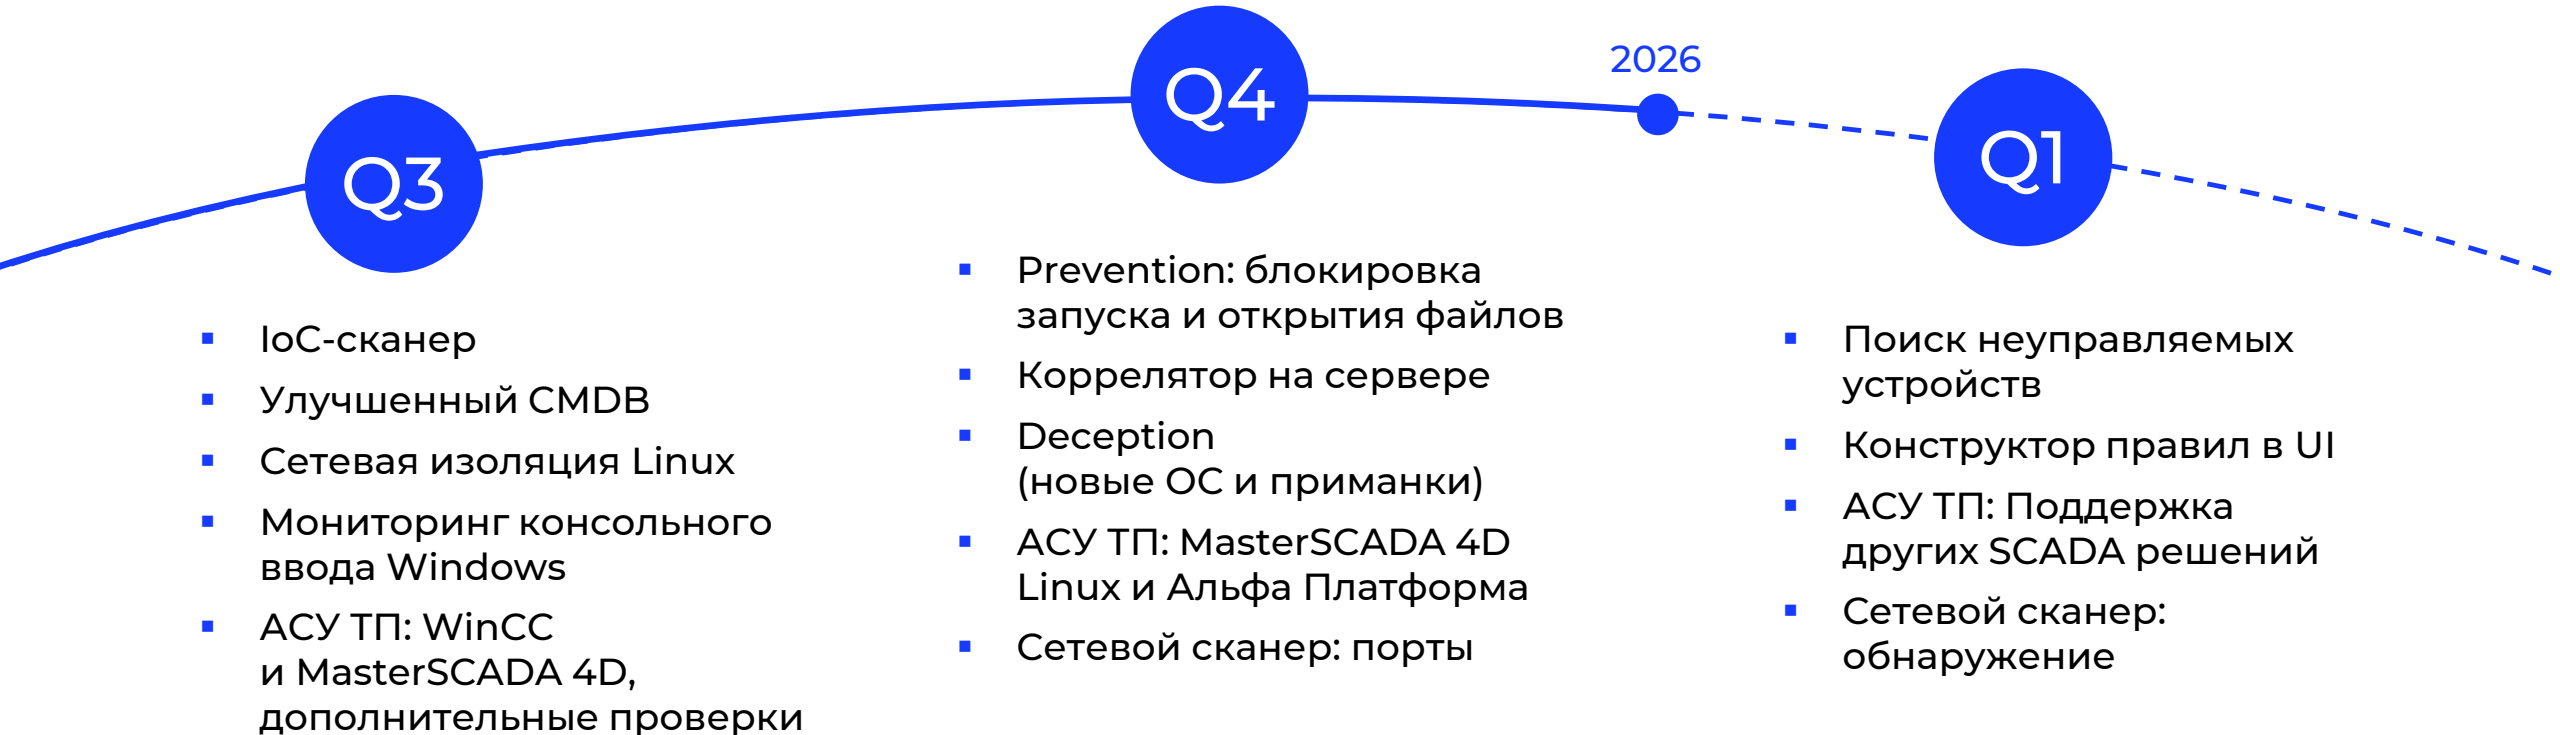 Q3
IoC-сканер
Улучшенный CMDB
Сетевая изоляция Linux
Мониторинг консольного
ввода Windows
АСУ ТП: WinCC
и MasterSCADA 4D,
дополнительные проверки
Q4
Prevention: блокировка
запуска и открытия файлов
Коррелятор на сервере
Deception
(новые ОС и приманки)
АСУ ТП: MasterSCADA 4D
Linux и Альфа Платформа
Сетевой сканер: порты
2026
Q1
Поиск неуправляемых
устройств
Конструктор правил в UI
АСУ ТП: Поддержка
других SCADA решений
Сетевой сканер:
обнаружение